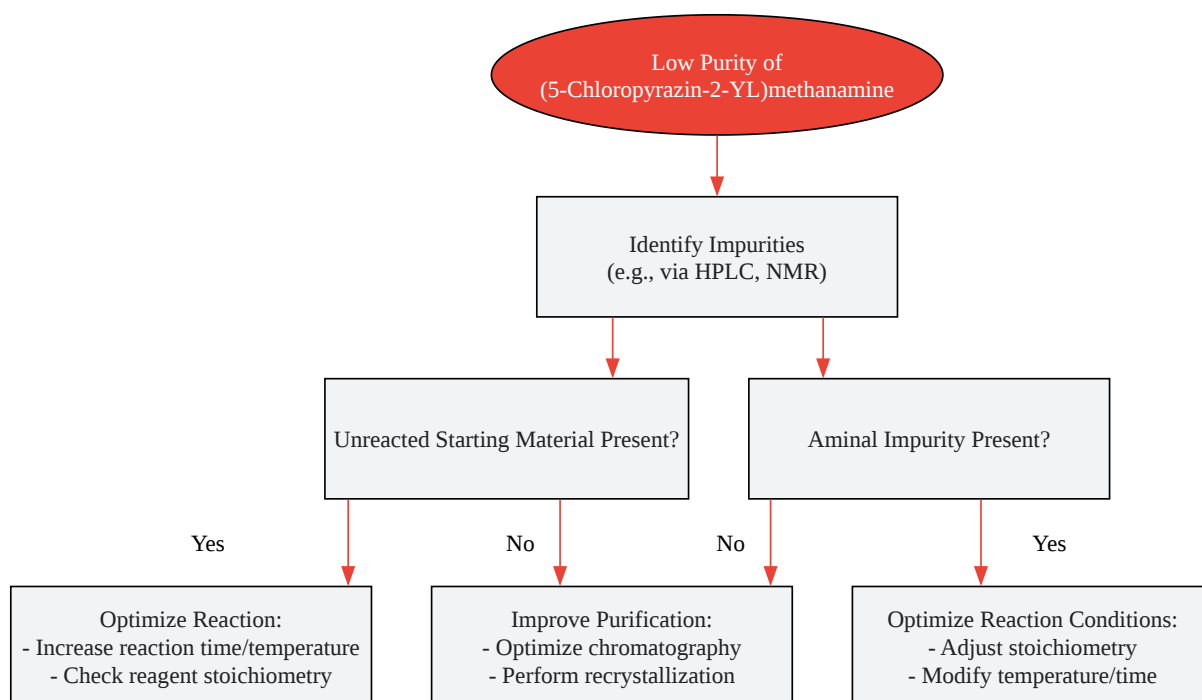 Low Purity of
(5-Chloropyrazin-2-YL)methanamine
Identify Impurities
(e.g., via HPLC, NMR)
Unreacted Starting Material Present?
Aminal Impurity Present?
Yes
No
No
Yes
Optimize Reaction:
- Increase reaction time/temperature
- Check reagent stoichiometry
Improve Purification:
- Optimize chromatography
- Perform recrystallization
Optimize Reaction Conditions:
- Adjust stoichiometry
- Modify temperature/time